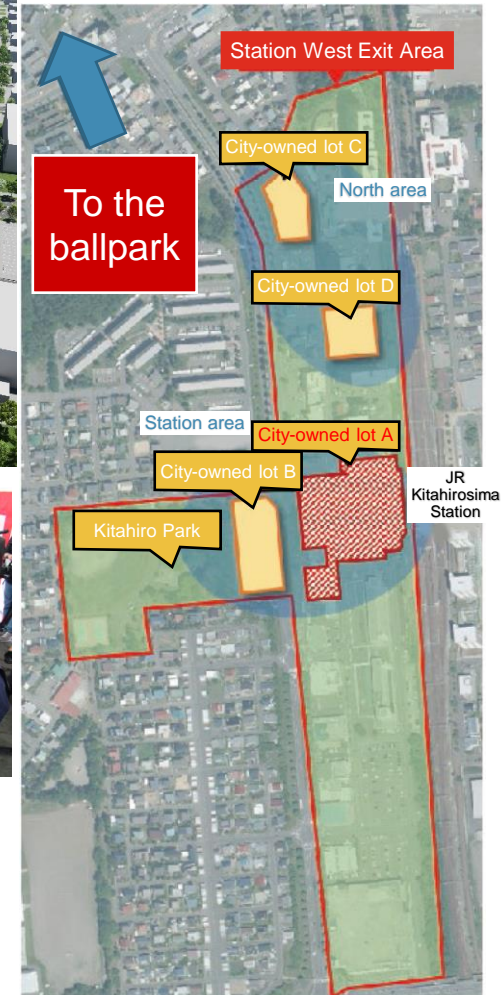 Station West Exit Area
City-owned lot C
To the
ballpark
North area
City-owned lot D
Station area
City-owned lot A
City-owned lot B
JR
Kitahirosima
Station
Kitahiro Park